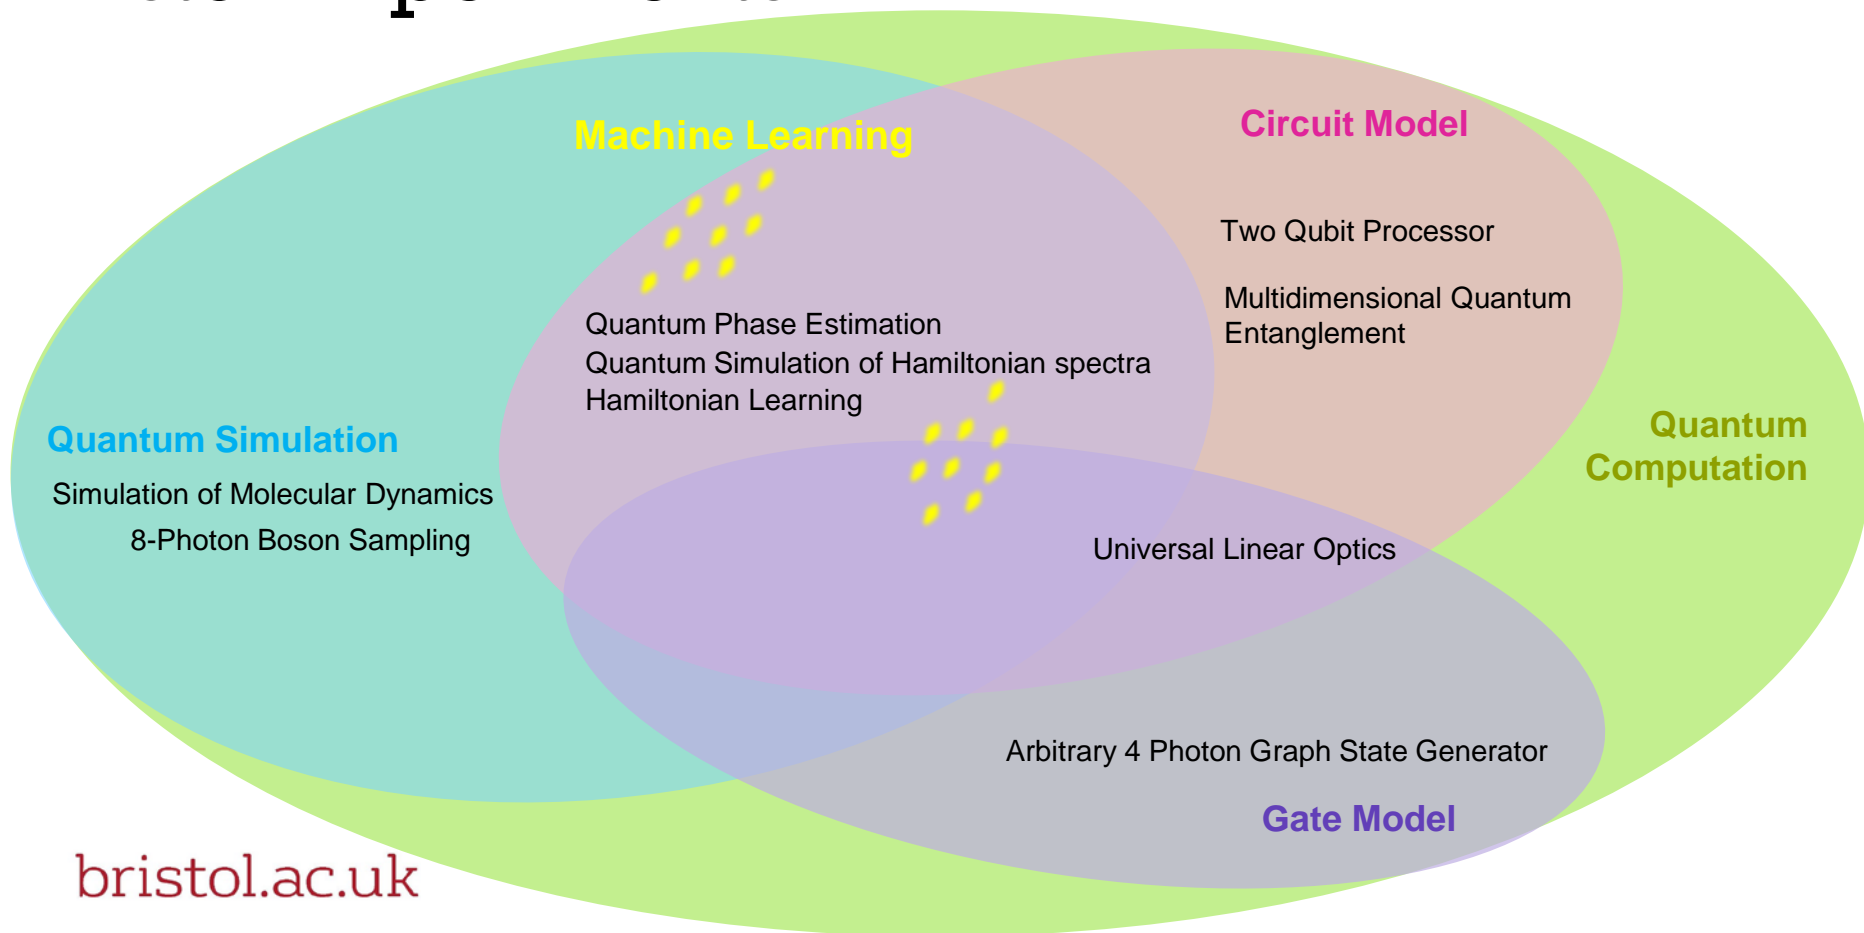 Machine Learning
Circuit Model
Two Qubit Processor
Multidimensional Quantum
Entanglement
Quantum Phase Estimation
Quantum Simulation of Hamiltonian spectra
Hamiltonian Learning
Quantum Simulation
Simulation of Molecular Dynamics
8-Photon Boson Sampling
Quantum
Computation
Universal Linear Optics
Arbitrary 4 Photon Graph State Generator
Gate Model
bristol.ac.uk